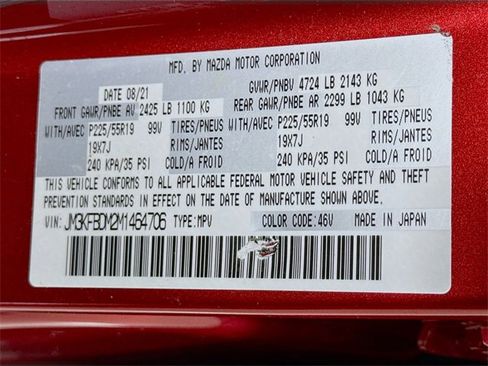 MFD. BY MAZDA MOTOR CORPORATION
DATE 08/21 GVWR/PNBV 4724 LB 2143 KG
FRONT GAWR/PNBE AV 2425 LB 1100 KG REAR GAWR/PNBE AR 2299 LB 1043 KG
WITH/AVEC P225/55R19 99V TIRES/PNEUS WITH/AVEC P225/55R19 99V TIRES/PNEUS
19X7J RIMS/JANTES 19X7J RIMS/JANTES
240 KPA/35 PSI COLD/A FROID 240 KPA/35 PSI COLD/A FROID
THIS VEHICLE CONFORMS TO ALL APPLICABLE FEDERAL MOTOR VEHICLE SAFETY AND THEFT
PREVENTION STANDARDS IN EFFECT ON THE DATE OF MANUFACTURE SHOWN ABOVE.
JM3KFBDM2M1464706 TYPE:MPV COLOR CODE:46V MADE IN JAPAN